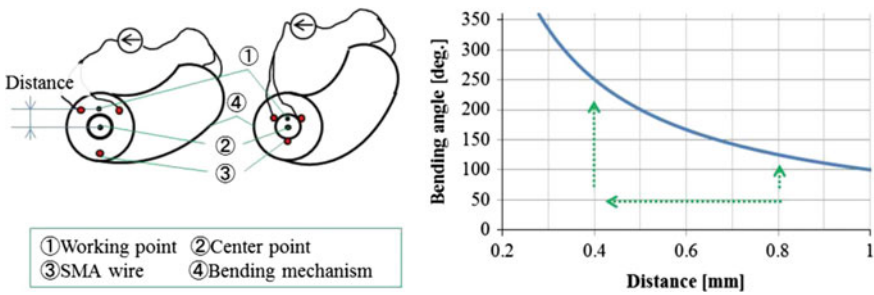 Distance
①
④
②
③
①Working point ②Center point
③SMA wire ④Bending mechanism
Bending angle [deg.]
350
300
250
200
150
100
50
0
0.2 0.4 0.6 0.8 1
Distance [mm]